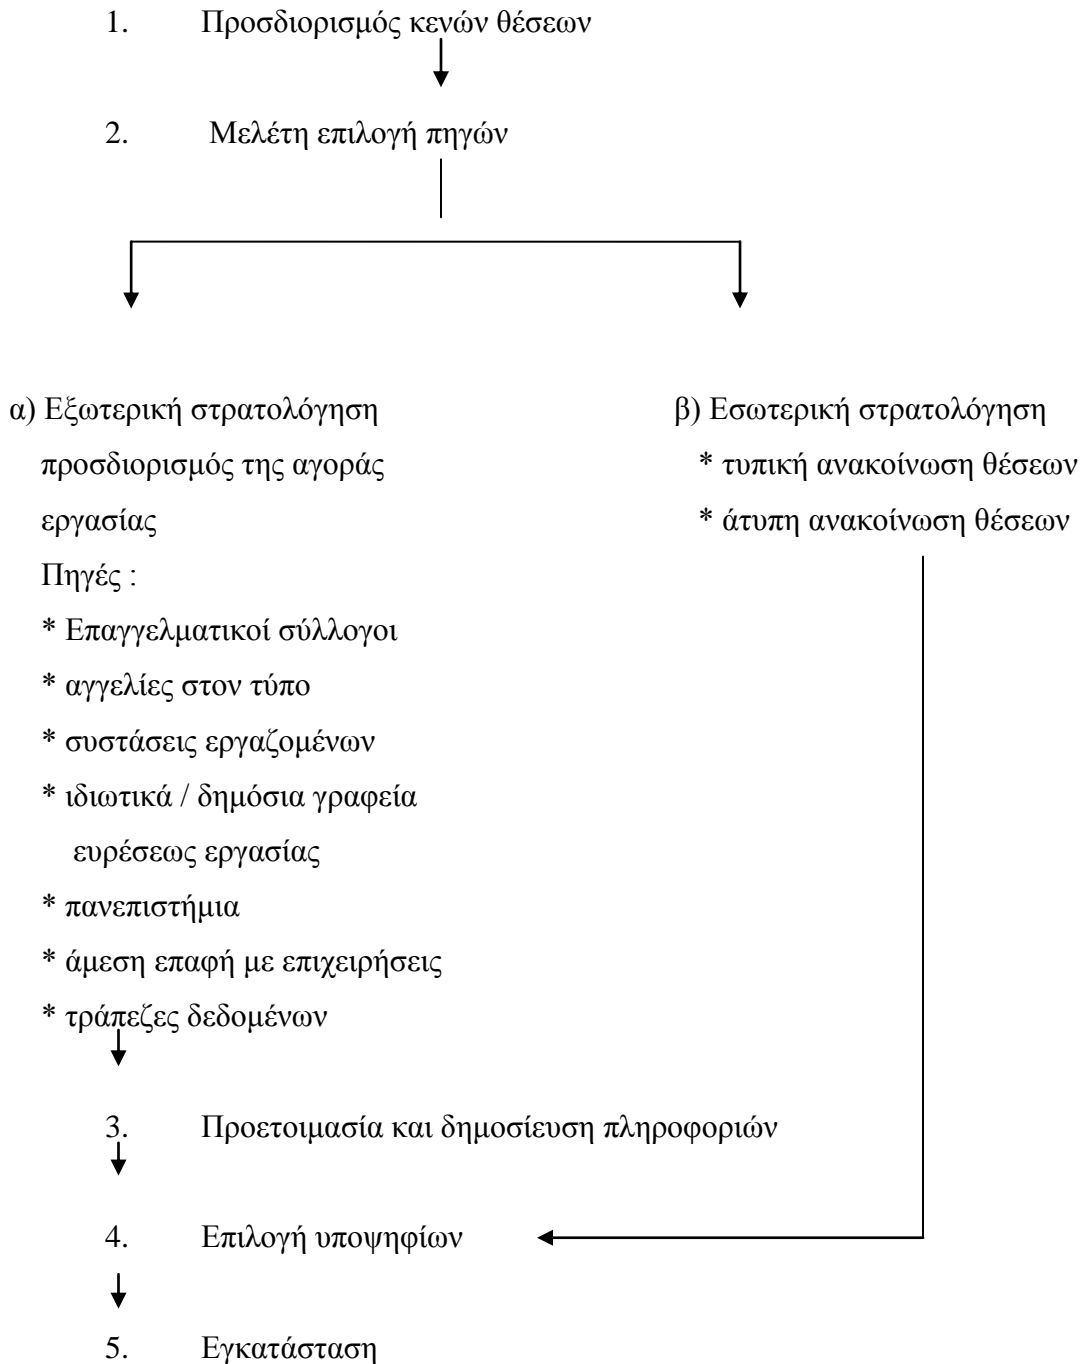 1. Προσδιορισμός κενών θέσεων
2. Μελέτη επιλογή πηγών
α) Εξωτερική στρατολόγηση
προσδιορισμός της αγοράς
εργασίας
Πηγές :
* Επαγγελματικοί σύλλογοι
* αγγελίες στον τύπο
* συστάσεις εργαζομένων
* ιδιωτικά / δημόσια γραφεία
ευρέσεως εργασίας
* πανεπιστήμια
* άμεση επαφή με επιχειρήσεις
* τράπεζες δεδομένων
β) Εσωτερική στρατολόγηση
* τυπική ανακοίνωση θέσεων
* άτυπη ανακοίνωση θέσεων
3. Προετοιμασία και δημοσίευση πληροφοριών
4. Επιλογή υποψηφίων
5. Εγκατάσταση